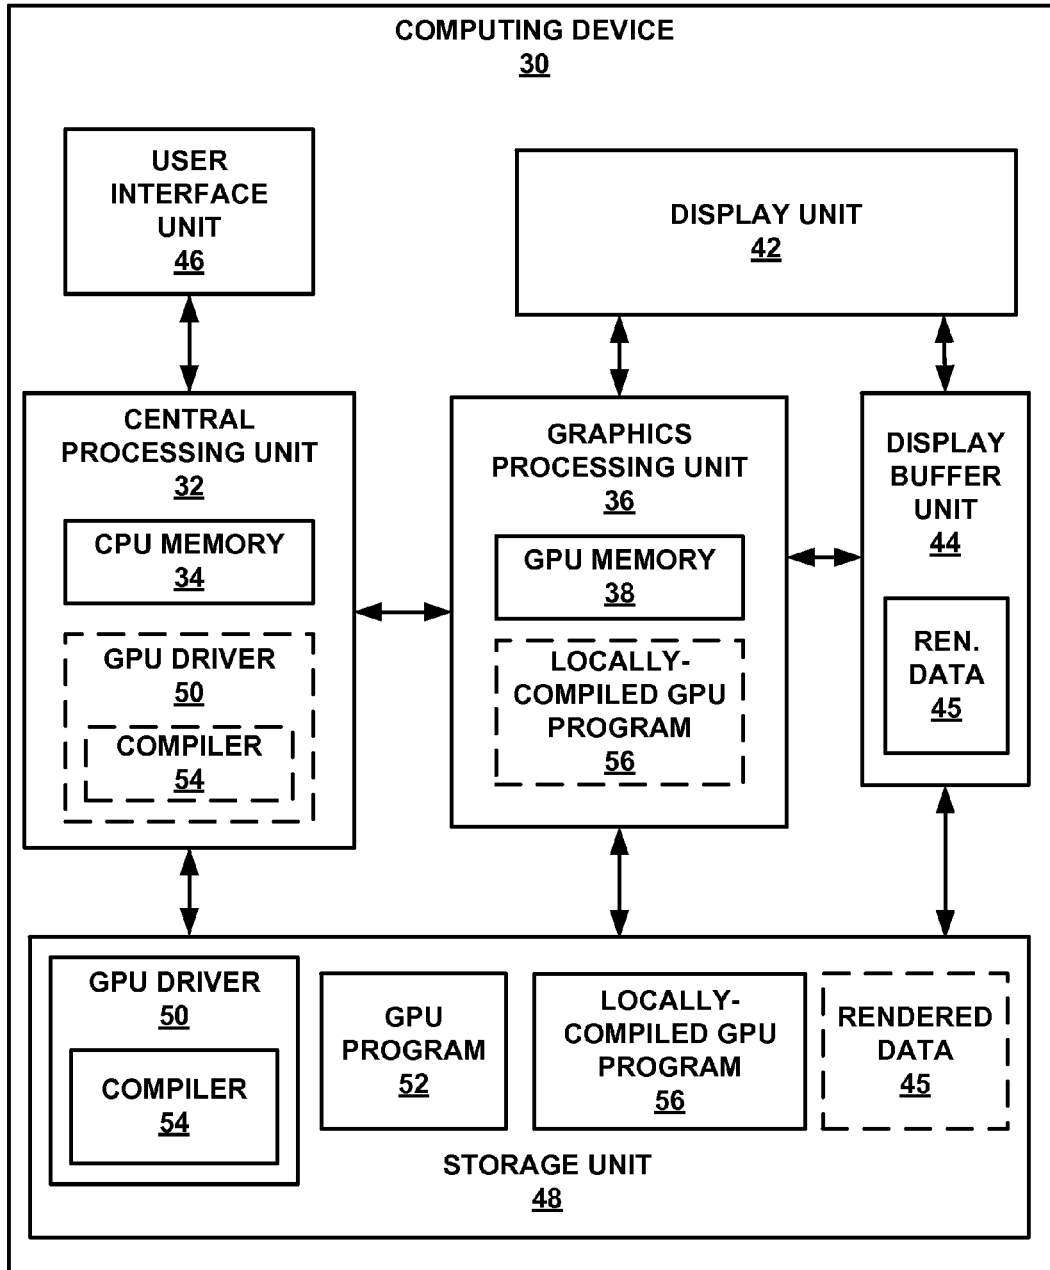 COMPUTING DEVICE
30
USER
INTERFACE
UNIT
46
DISPLAY UNIT
42
CENTRAL
PROCESSING UNIT
32
CPU MEMORY
34
GPU DRIVER
50
COMPILER
54
GRAPHICS
PROCESSING UNIT
36
GPU MEMORY
38
LOCALLY-
COMPILED GPU
PROGRAM
56
DISPLAY
BUFFER
UNIT
44
REN.
DATA
45
GPU DRIVER
50
COMPILER
54
GPU
PROGRAM
52
LOCALLY-
COMPILED GPU
PROGRAM
56
RENDERED
DATA
45
STORAGE UNIT
48